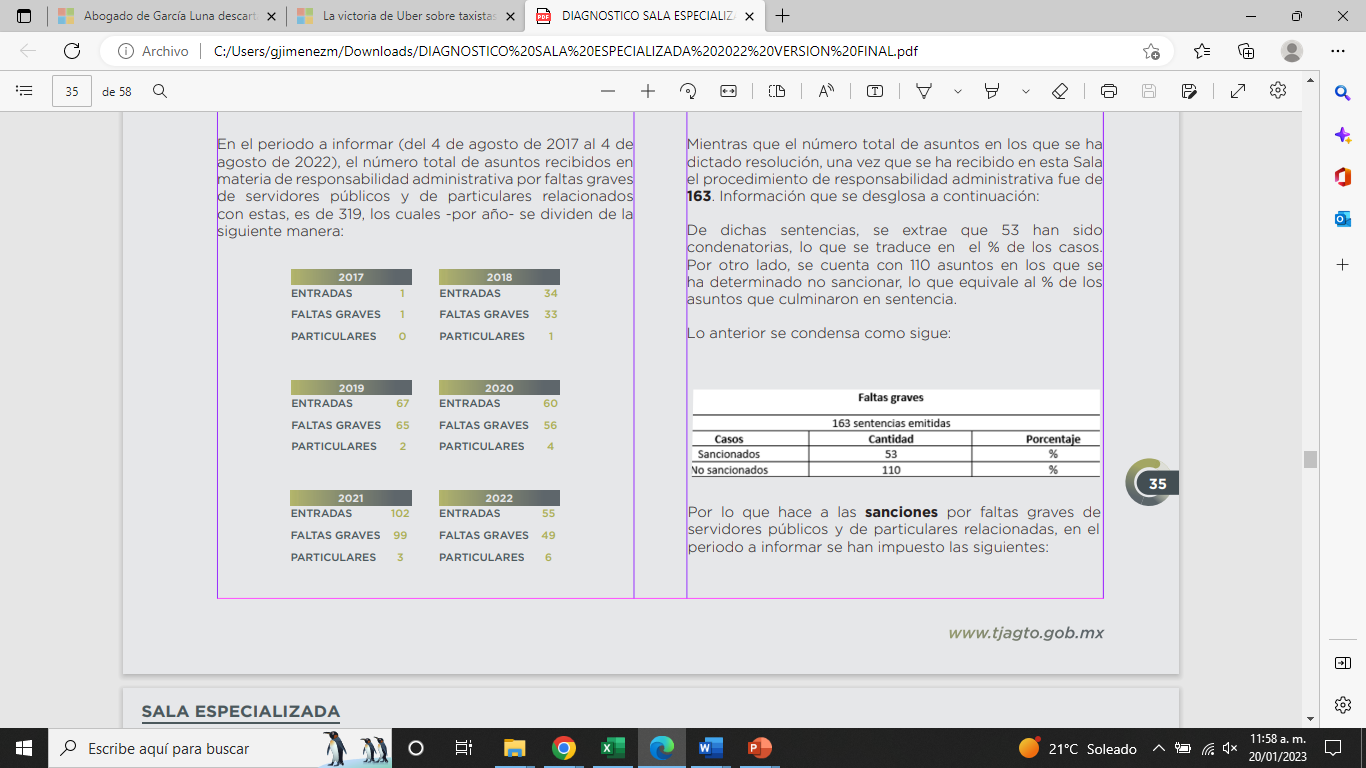 Abogado de García Luna descart
La victoria de Uber sobre taxistas
DIAGNOSTICO SALA ESPECIALIZA
Archivo
C:/Users/gjimenezm/Downloads/DIAGNOSTICO%20SALA%20ESPECIALIZADA%202022%20VERSION%20FINAL.pdf
35 de 58
En el periodo a informar (del 4 de agosto de 2017 al 4 de
agosto de 2022), el número total de asuntos recibidos en
materia de responsabilidad administrativa por faltas graves
de servidores públicos y de particulares relacionados
con estas, es de 319, los cuales -por año- se dividen de la
siguiente manera:
2017
ENTRADAS 1
FALTAS GRAVES 1
PARTICULARES 0
2018
ENTRADAS 34
FALTAS GRAVES 33
PARTICULARES 1
2019
ENTRADAS 67
FALTAS GRAVES 65
PARTICULARES 2
2020
ENTRADAS 60
FALTAS GRAVES 56
PARTICULARES 4
2021
ENTRADAS 102
FALTAS GRAVES 99
PARTICULARES 3
2022
ENTRADAS 55
FALTAS GRAVES 49
PARTICULARES 6
Mientras que el número total de asuntos en los que se ha
dictado resolución, una vez que se ha recibido en esta Sala
el procedimiento de responsabilidad administrativa fue de
163. Información que se desglosa a continuación:
De dichas sentencias, se extrae que 53 han sido
condenatorias, lo que se traduce en el % de los casos.
Por otro lado, se cuenta con 110 asuntos en los que se
ha determinado no sancionar, lo que equivale al % de los
asuntos que culminaron en sentencia.
Lo anterior se condensa como sigue:
Faltas graves
163 sentencias emitidas
Casos Cantidad Porcentaje
Sancionados 53 %
No sancionados 110 %
35
Por lo que hace a las sanciones por faltas graves de
servidores públicos y de particulares relacionadas, en el
periodo a informar se han impuesto las siguientes:
www.tjagto.gob.mx
SALA ESPECIALIZADA
Escribe aquí para buscar
21°C Soleado
11:58 a. m.
20/01/2023